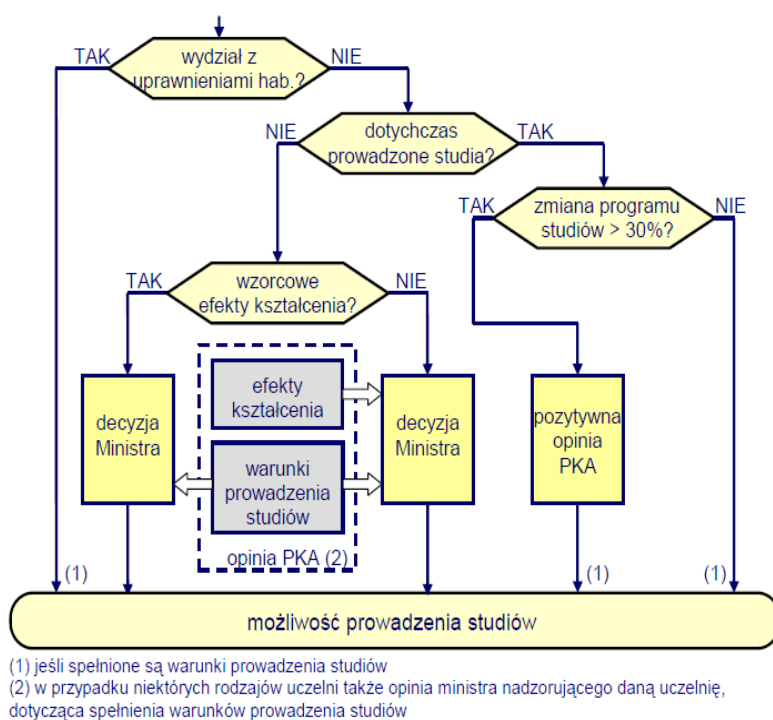 TAK
wydział z
uprawnieniami hab.?
NIE
NIE
dotychczas
prowadzone studia?
TAK
TAK
zmiana programu
studiów > 30%?
NIE
TAK
wzorcowe
efekty kształcenia?
NIE
decyzja
Ministra
efekty
kształcenia
warunki
prowadzenia
studiów
opinia PKA (2)
decyzja
Ministra
pozytywna
opinia
PKA
(1)
(1)
(1)
możliwość prowadzenia studiów
(1) jeśli spełnione są warunki prowadzenia studiów
(2) w przypadku niektórych rodzajów uczelni także opinia ministra nadzorującego daną uczelnię,
dotycząca spełnienia warunków prowadzenia studiów